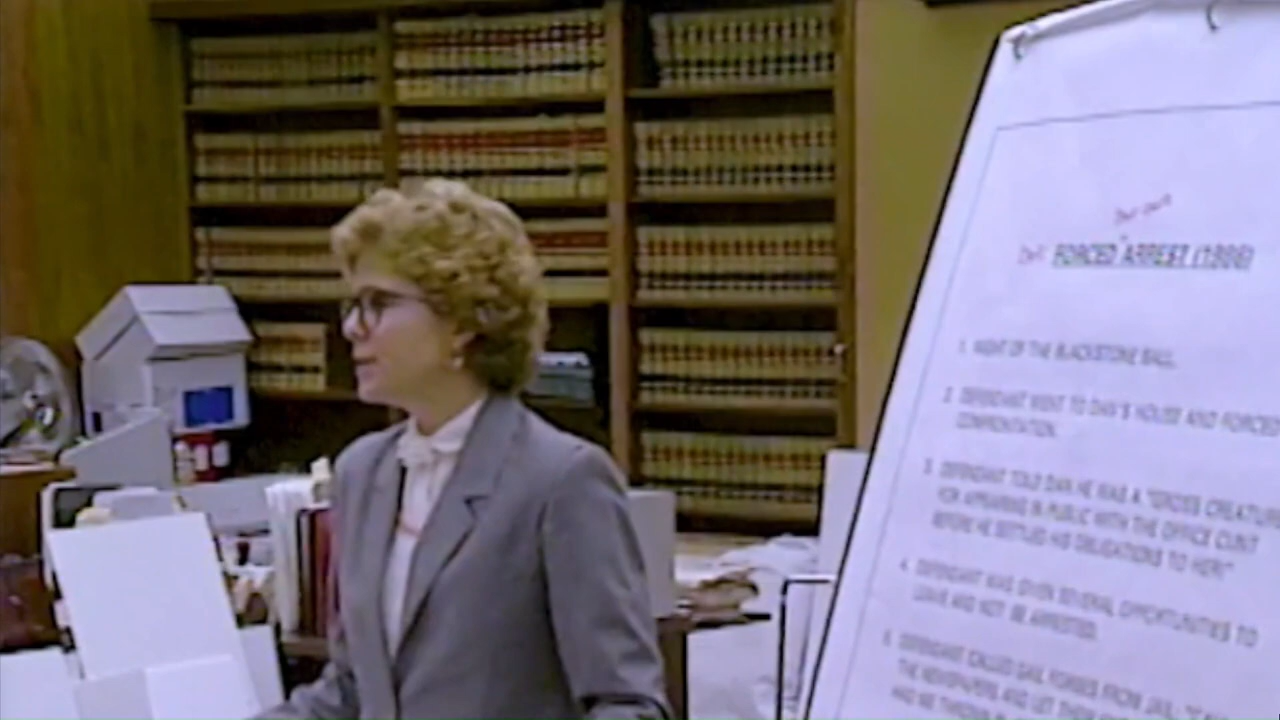 FORCED ARREST (1988)
1. NIGHT OF THE BLACKSTONE BALL.
2. DEFENDANT WENT TO DAN'S HOUSE AND FORCED
CONFRONTATION.
3. DEFENDANT TOLD DAN HE WAS A "GROSS CREATURE
FOR APPEARING IN PUBLIC WITH THE OFFICE CUNT
BEFORE HE SETTLED HIS OBLIGATIONS TO HER!"
4. DEFENDANT WAS GIVEN SEVERAL OPPORTUNITIES TO
LEAVE AND NOT BE ARRESTED.
5. DEFENDANT CALLED GAIL FORBES FROM JAIL:
THE NEWSPAPERS AND LET THEM